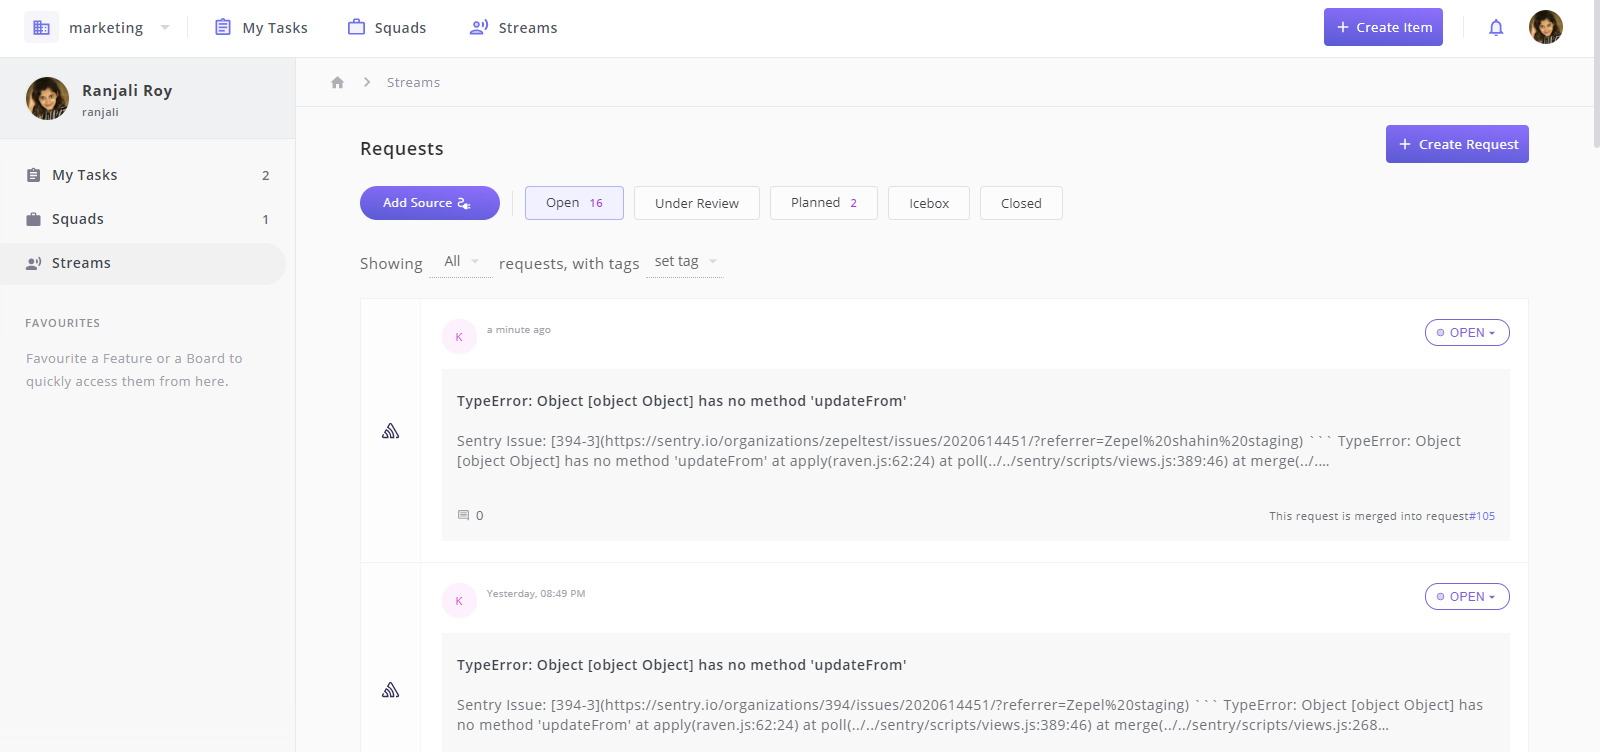 marketing
My Tasks
Squads
Streams
+ Create Item
Ranjali Roy
ranjali
My Tasks 2
Squads 1
Streams
FAVOURITES
Favourite a Feature or a Board to
quickly access them from here.
Streams
Requests
+ Create Request
Add Source
Open 16
Under Review
Planned 2
Icebox
Closed
Showing All requests, with tags set tag
K
a minute ago
OPEN
TypeError: Object [object Object] has no method 'updateFrom'
Sentry Issue: [394-3](https://sentry.io/organizations/zepeltest/issues/2020614451/?referrer=Zepel%20shahin%20staging) ``` TypeError: Object
[object Object] has no method 'updateFrom' at apply(raven.js:62:24) at poll(../../sentry/scripts/views.js:389:46) at merge(../....
0
This request is merged into request#105
K
Yesterday, 08:49 PM
OPEN
TypeError: Object [object Object] has no method 'updateFrom'
Sentry Issue: [394-3](https://sentry.io/organizations/394/issues/2020614451/?referrer=Zepel%20staging) ``` TypeError: Object [object Object] has
no method 'updateFrom' at apply(raven.js:62:24) at poll(../../sentry/scripts/views.js:389:46) at merge(../../sentry/scripts/views.js:268...